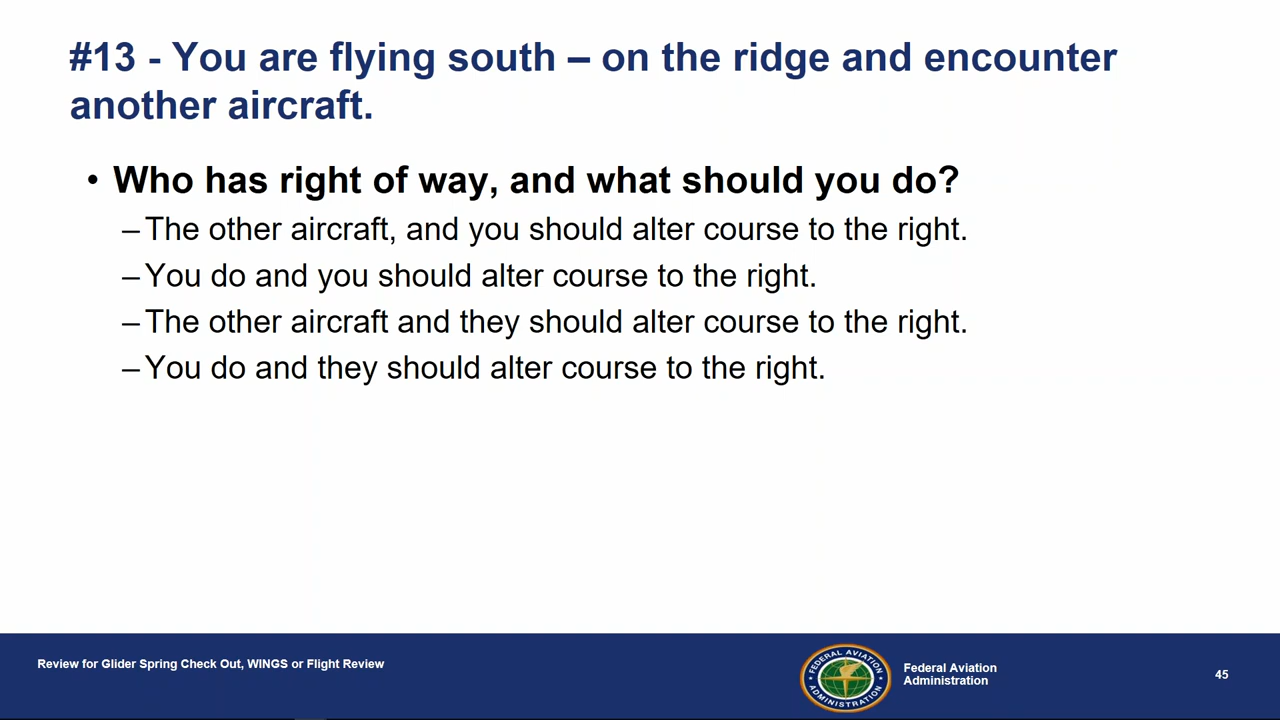 #13 - You are flying south – on the ridge and encounter
another aircraft.
• Who has right of way, and what should you do?
– The other aircraft, and you should alter course to the right.
– You do and you should alter course to the right.
– The other aircraft and they should alter course to the right.
– You do and they should alter course to the right.
Review for Glider Spring Check Out, WINGS or Flight Review
FEDERAL AVIATION
ADMINISTRATION
Federal Aviation
Administration
45